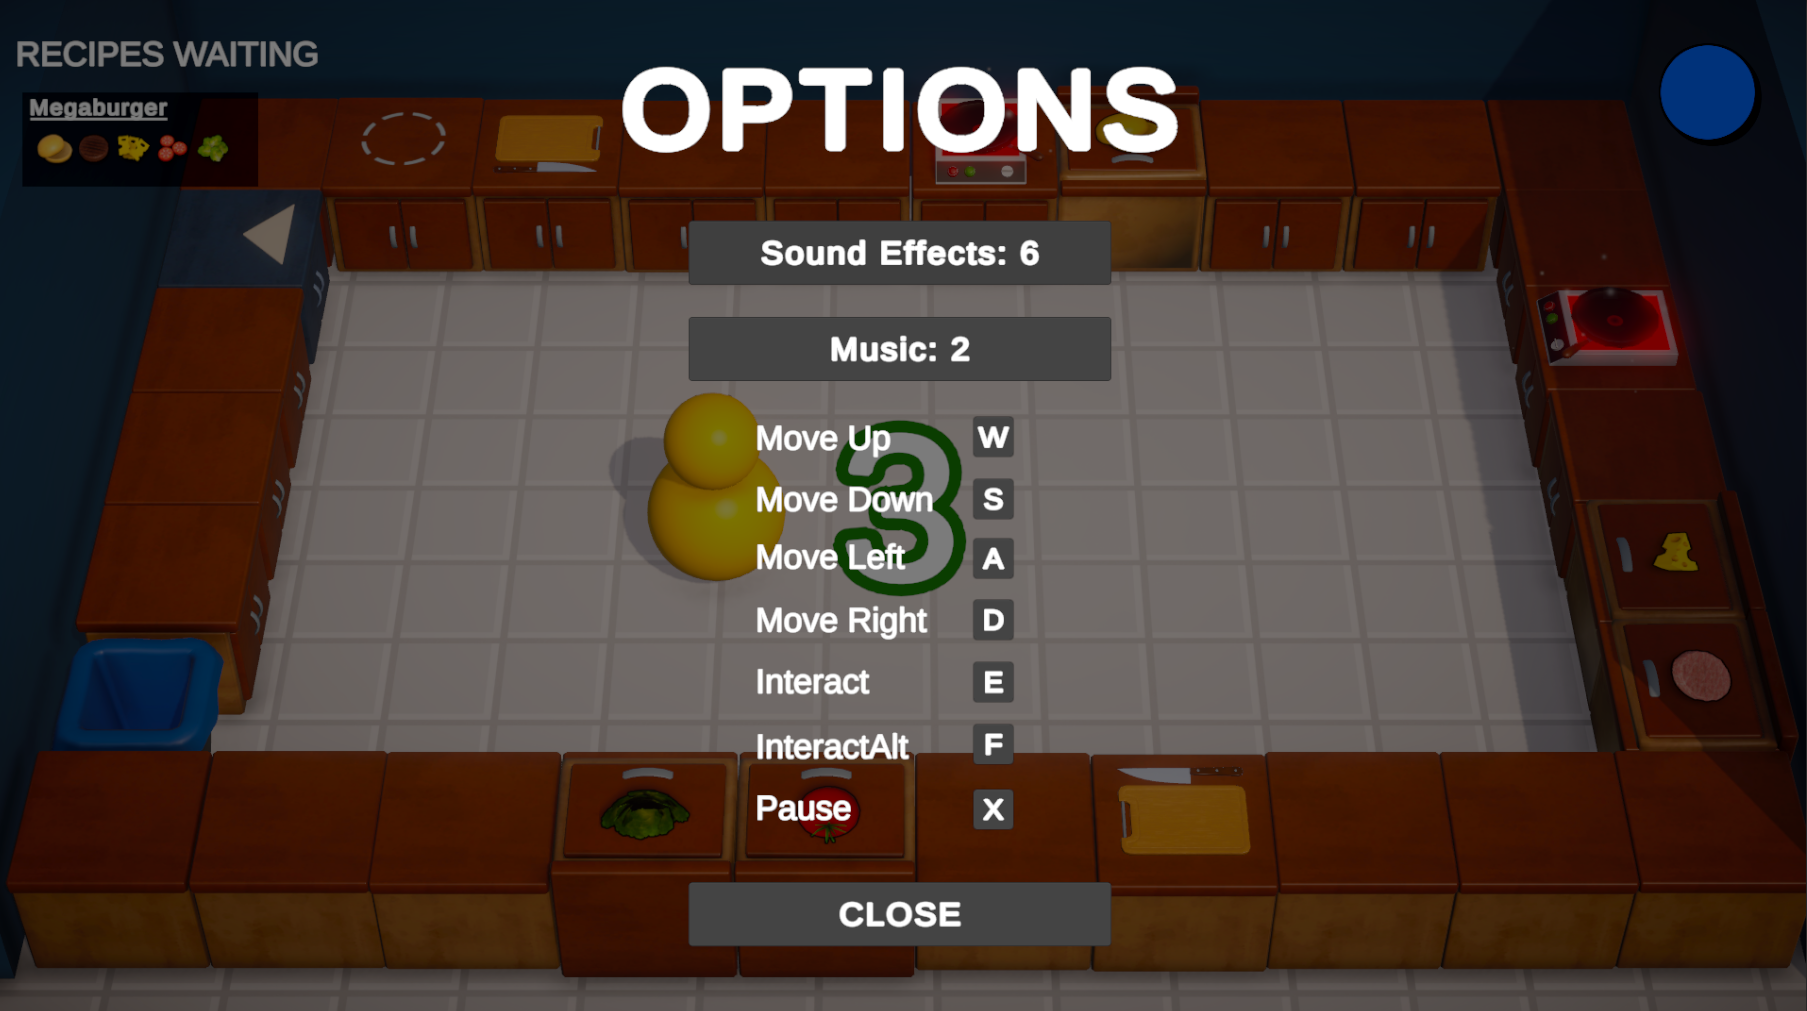 RECIPES WAITING
Megaburger
OPTIONS
Sound Effects: 6
Music: 2
3
Move Up W
Move Down S
Move Left A
Move Right D
Interact E
InteractAlt F
Pause X
CLOSE